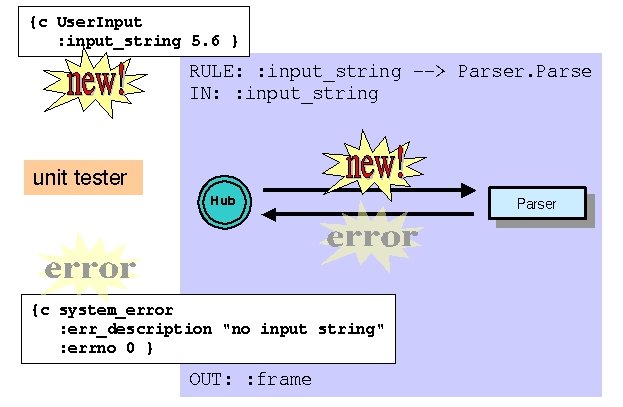 {c UserInput
:input_string 5.6 }
new!
RULE: :input_string --> Parser.Parse
IN: :input_string
new!
unit tester
Hub
Parser
error
error
{c system_error
:err_description "no input string"
:errno 0 }
OUT: :frame